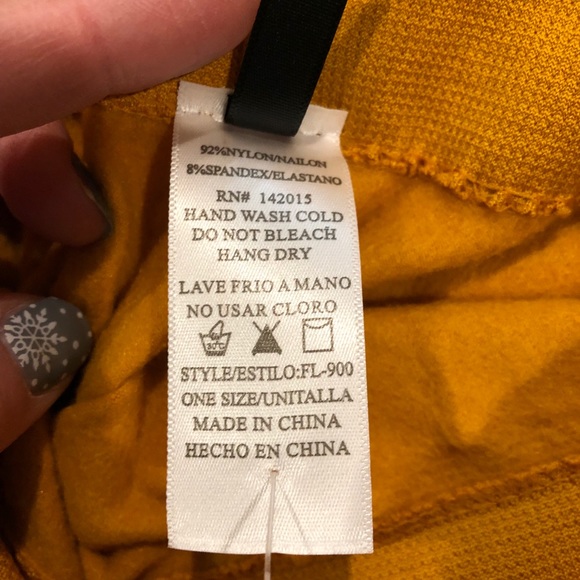 92%NYLON/NAILON
8%SPANDEX/ELASTANO
RN# 142015
HAND WASH COLD
DO NOT BLEACH
HANG DRY
LAVE FRIO A MANO
NO USAR CLORO
30°C
STYLE/ESTILO:FL-900
ONE SIZE/UNITALLA
MADE IN CHINA
HECHO EN CHINA